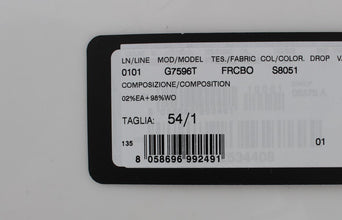 LN/LINE MOD/MODEL TES./FABRIC COL/COLOR. DROP
0101 G7596T FRCBO S8051
COMPOSIZIONE/COMPOSITION
02%EA+98%WO
TAGLIA: 54/1
135 01
8 058696 992491